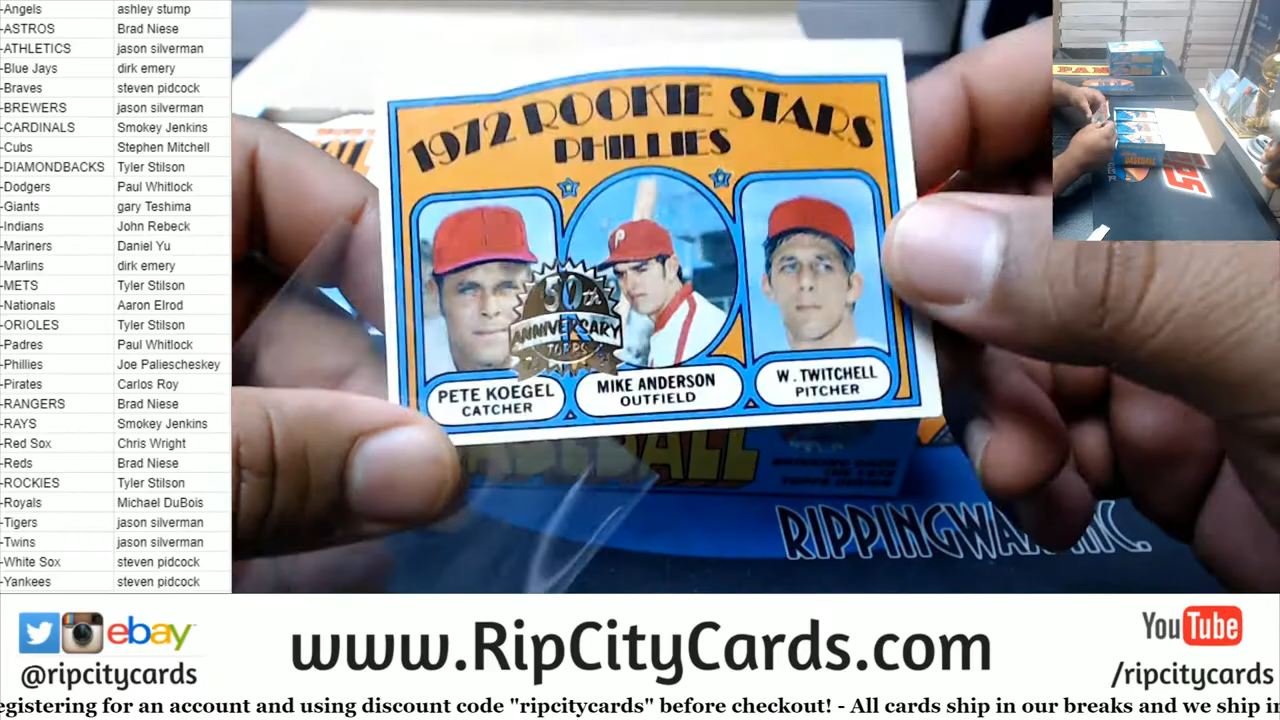 -Angels ashley stump
-ASTROS Brad Niese
-ATHLETICS jason silverman
-Blue Jays dirk emery
-Braves steven pidcock
-BREWERS jason silverman
-CARDINALS Smokey Jenkins
-Cubs Stephen Mitchell
-DIAMONDBACKS Tyler Stilson
-Dodgers Paul Whitlock
-Giants gary Teshima
-Indians John Rebeck
-Mariners Daniel Yu
-Marlins dirk emery
-METS Tyler Stilson
-Nationals Aaron Elrod
-ORIOLES Tyler Stilson
-Padres Paul Whitlock
-Phillies Joe Paliescheskey
-Pirates Carlos Roy
-RANGERS Brad Niese
-RAYS Smokey Jenkins
-Red Sox Chris Wright
-Reds Brad Niese
-ROCKIES Tyler Stilson
-Royals Michael DuBois
-Tigers jason silverman
-Twins jason silverman
-White Sox steven pidcock
-Yankees steven pidcock
1972 ROOKIE STARS
PHILLIES
P
50th
ANNIVERSARY
TOPPS
PETE KOEGEL
CATCHER
MIKE ANDERSON
OUTFIELD
W. TWITCHELL
PITCHER
BASEBALL
RIPPINGWAX
ebay
@ripcitycards
www.RipCityCards.com
YouTube
/ripcitycards
egistering for an account and using discount code "ripcitycards" before checkout! - All cards ship in our breaks and we ship in